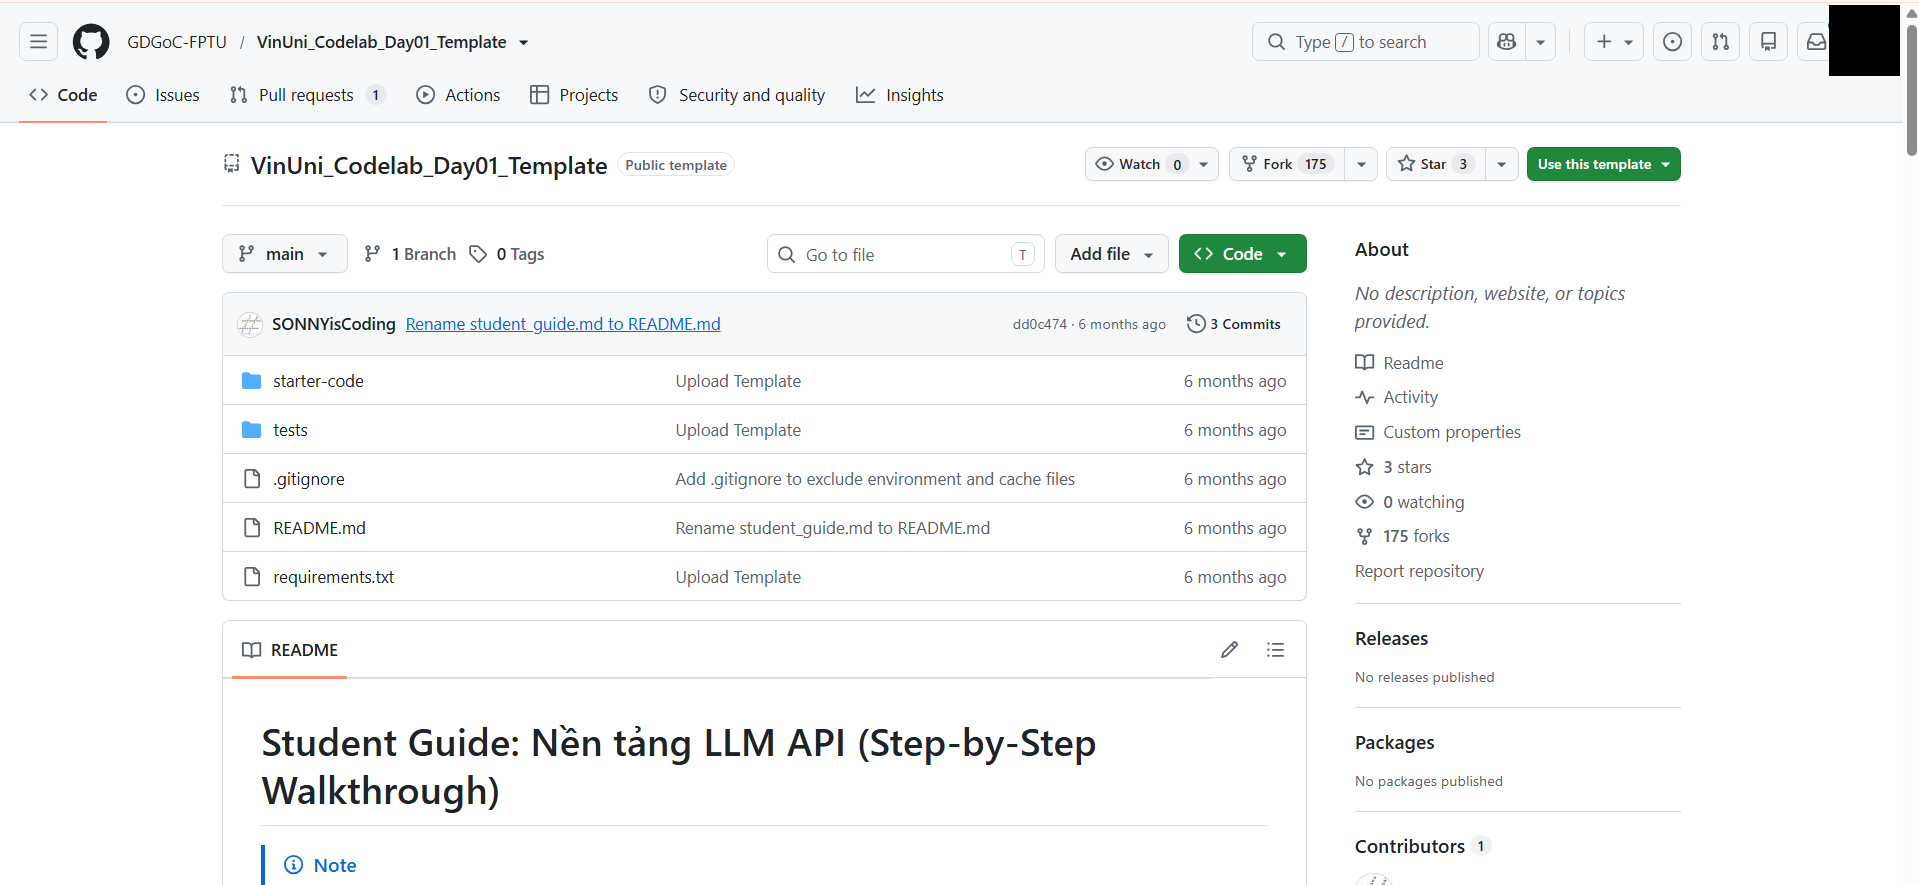 GDGoC-FPTU / VinUni_Codelab_Day01_Template
Type / to search
Code
Issues
Pull requests 1
Actions
Projects
Security and quality
Insights
VinUni_Codelab_Day01_Template Public template
Watch 0
Fork 175
Star 3
Use this template
main
1 Branch
0 Tags
Go to file T
Add file
Code
SONNYisCoding Rename student_guide.md to README.md dd0c474 · 6 months ago 3 Commits
starter-code Upload Template 6 months ago
tests Upload Template 6 months ago
.gitignore Add .gitignore to exclude environment and cache files 6 months ago
README.md Rename student_guide.md to README.md 6 months ago
requirements.txt Upload Template 6 months ago
README
Student Guide: Nền tảng LLM API (Step-by-Step
Walkthrough)
Note
About
No description, website, or topics
provided.
Readme
Activity
Custom properties
3 stars
0 watching
175 forks
Report repository
Releases
No releases published
Packages
No packages published
Contributors 1